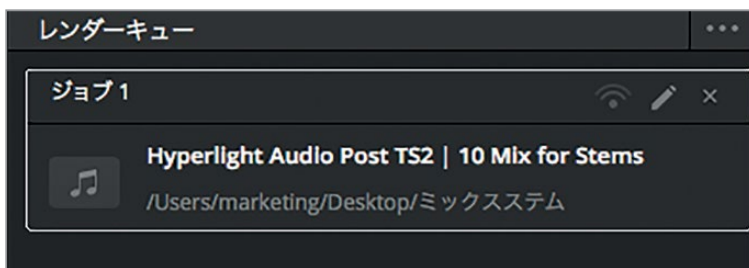 レンダーキュー
ジョブ 1
Hyperlight Audio Post TS2 | 10 Mix for Stems
/Users/marketing/Desktop/ミックスステム